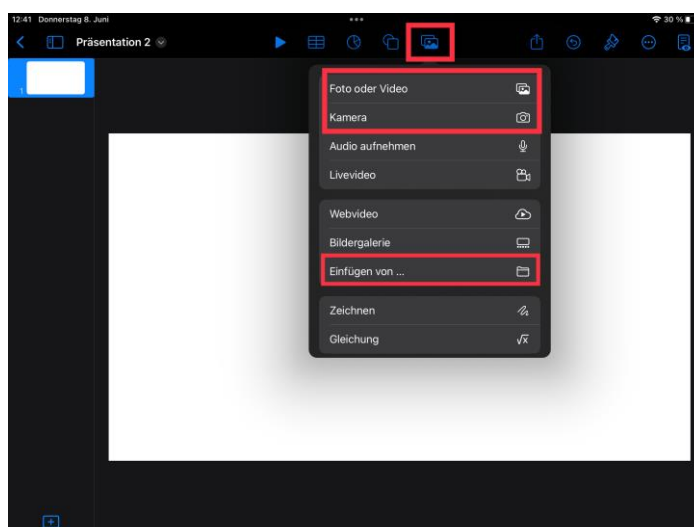 12:41 Donnerstag 8. Juni
30 %
Präsentation 2
1
Foto oder Video
Kamera
Audio aufnehmen
Livevideo
Webvideo
Bildergalerie
Einfügen von ...
Zeichnen
Gleichung